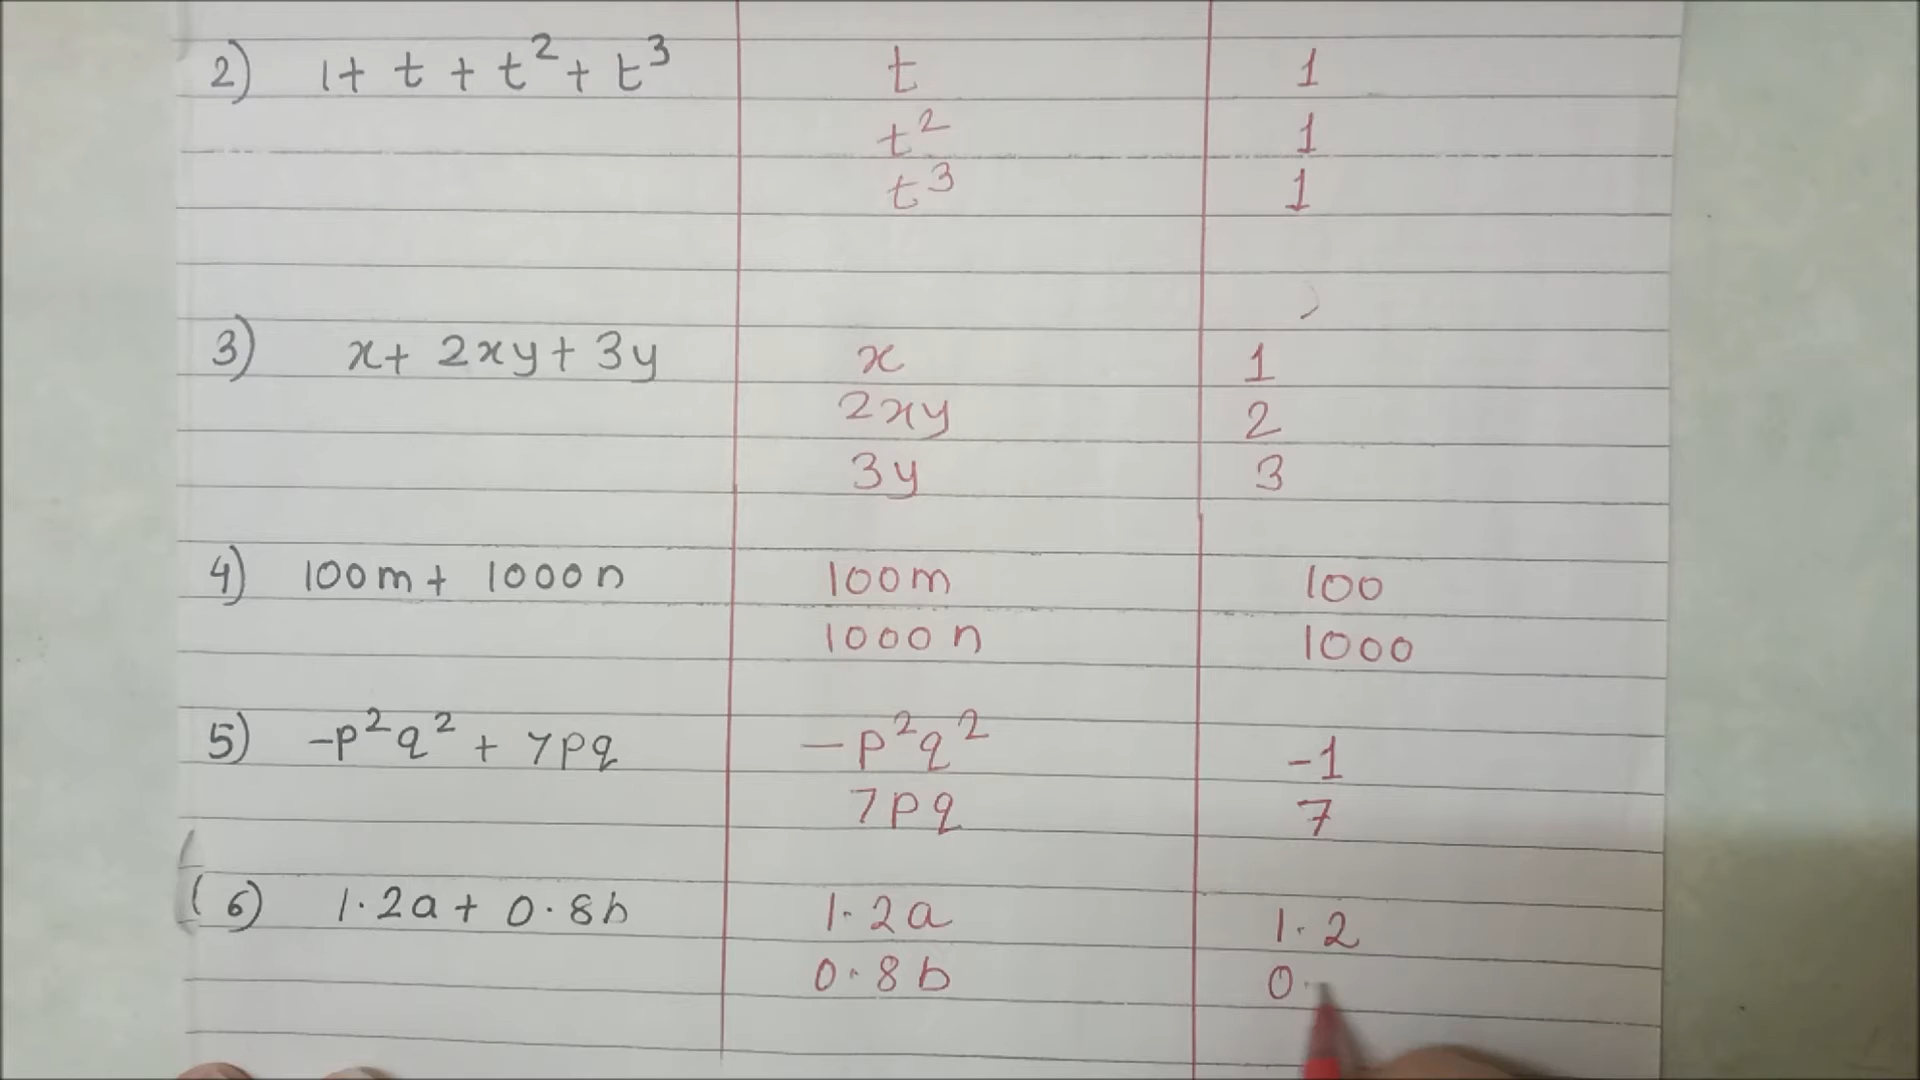 2) 1+ t + t² + t³ t 1
t² 1
t³ 1
3) x+ 2xy+ 3y x 1
2xy 2
3y 3
4) 100m+ 1000n 100m 100
1000n 1000
5) -p²q² + 7pq -p²q² -1
7pq 7
(6) 1.2a+ 0.8b 1.2a 1.2
0.8b 0.